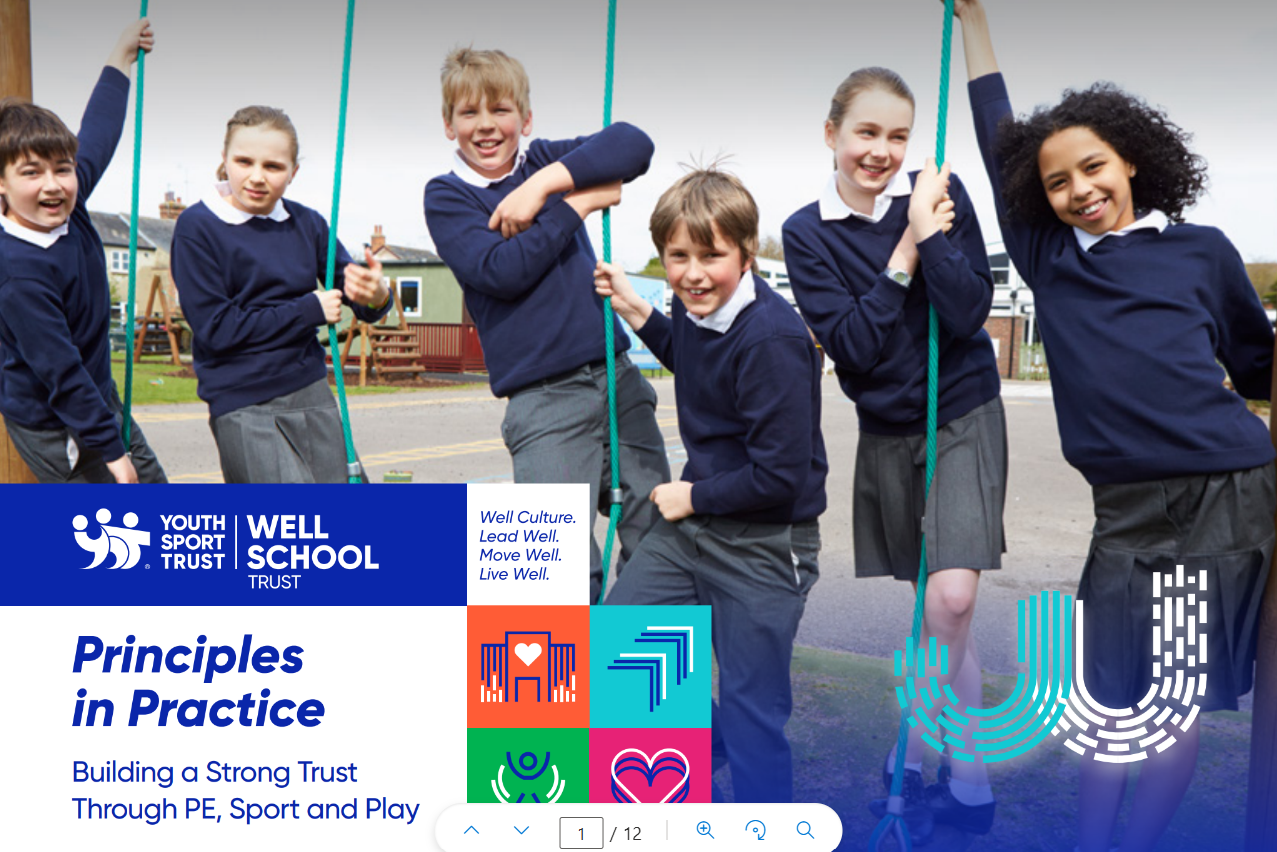 YOUTH
SPORT
TRUST
WELL
SCHOOL
TRUST
Well Culture.
Lead Well.
Move Well.
Live Well.
Principles
in Practice
Building a Strong Trust
Through PE, Sport and Play
1 / 12